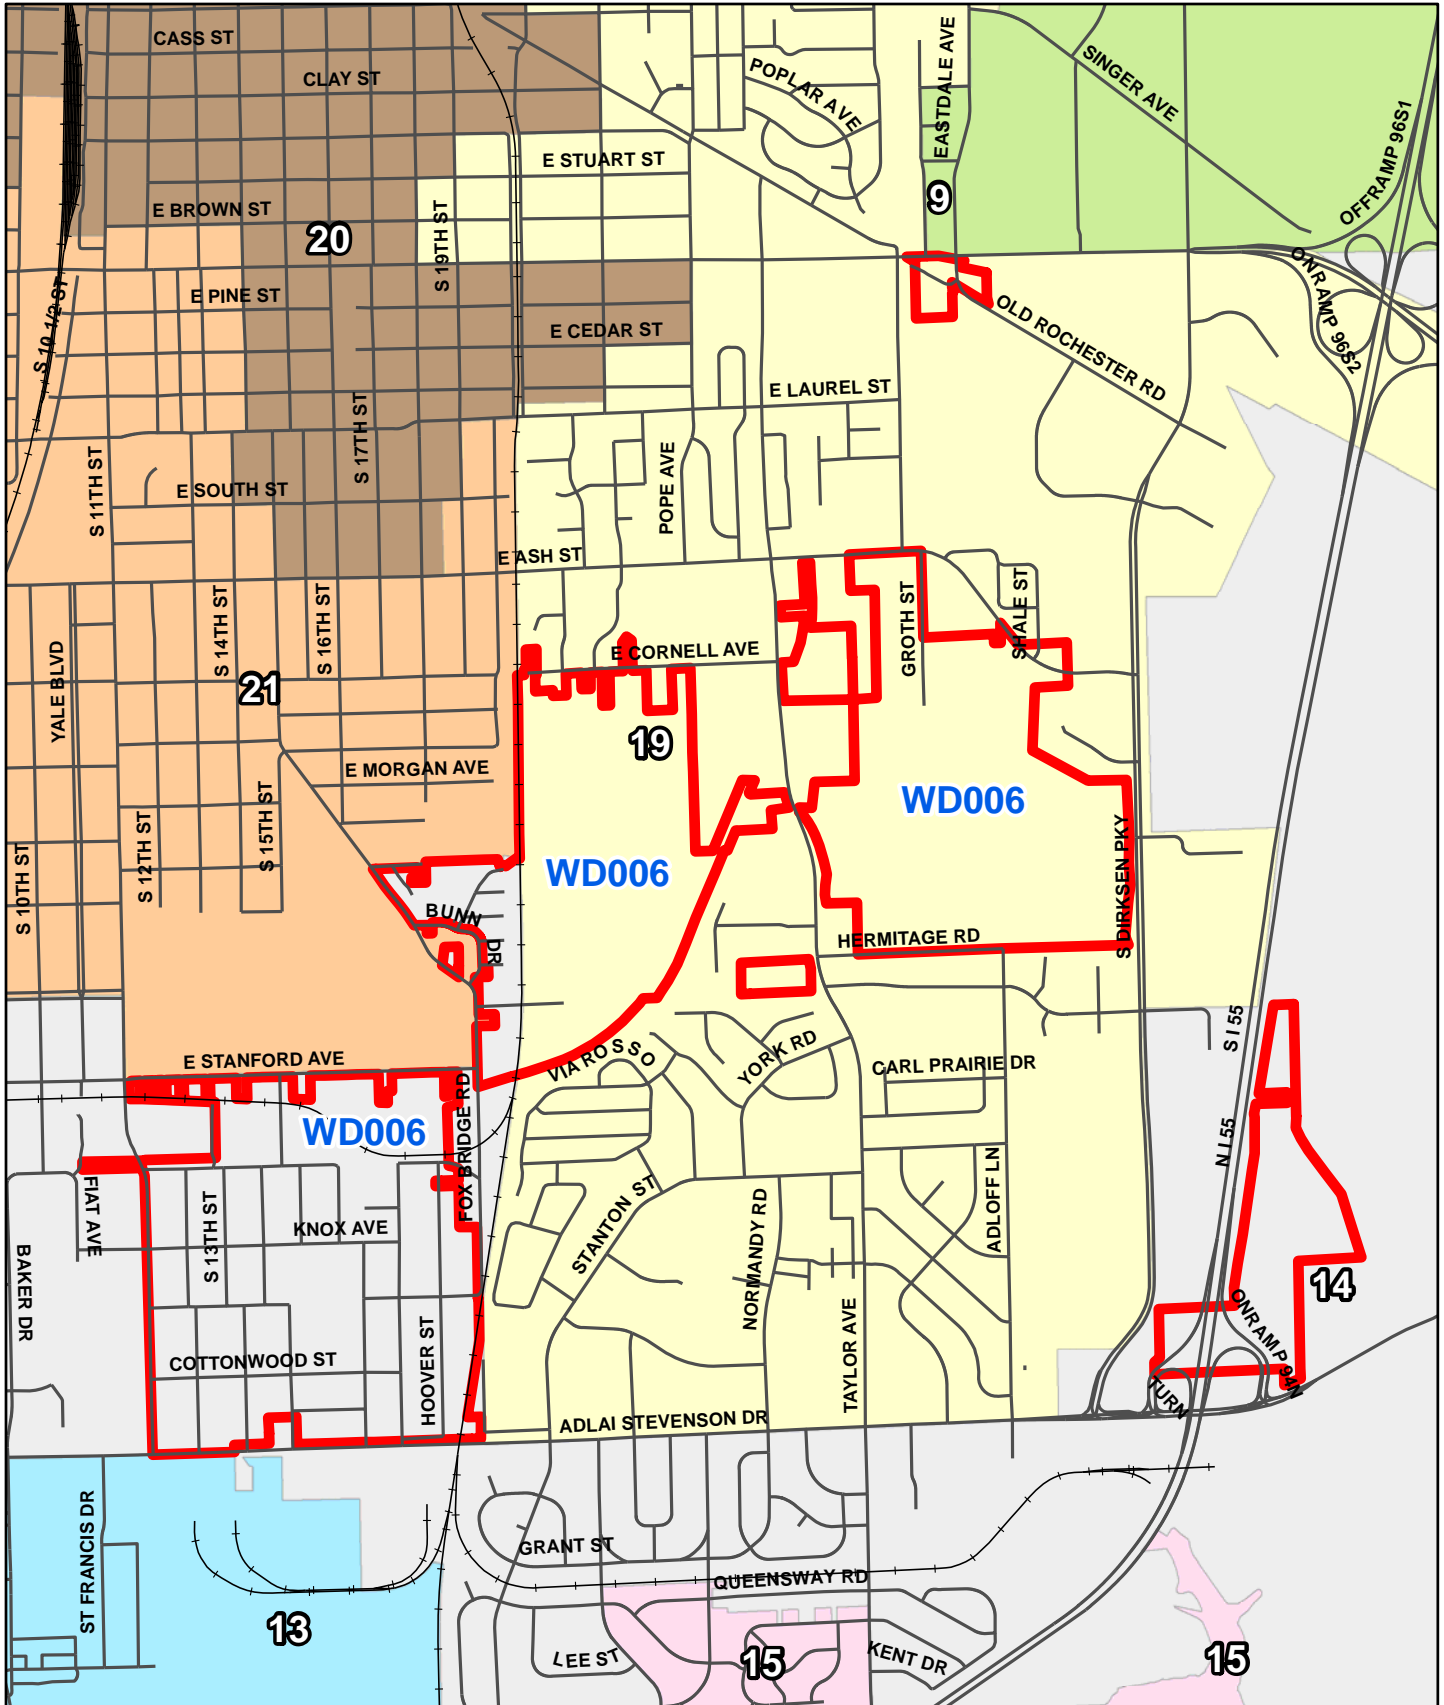 CASS ST
CLAY ST
POPLAR AVE
EASTDALE AVE
SINGER AVE
OFFRAMP 96S1
E STUART ST
E BROWN ST
20
S 19TH ST
9
S 10 1/2 ST
E PINE ST
E CEDAR ST
OLD ROCHESTER RD
ONRAMP 96S2
E LAUREL ST
S 17TH ST
S 11TH ST
E SOUTH ST
POPE AVE
E ASH ST
S 14TH ST
S 16TH ST
GROTH ST
SHALE ST
YALE BLVD
21
E CORNELL AVE
19
E MORGAN AVE
WD006
S 10TH ST
S 12TH ST
S 15TH ST
WD006
S DIRKSEN PKY
BUNN DR
HERMITAGE RD
S I 55
E STANFORD AVE
VIA ROSSO
YORK RD
CARL PRAIRIE DR
WD006
FOX BRIDGE RD
N I 55
FIAT AVE
S 13TH ST
KNOX AVE
STANTON ST
NORMANDY RD
ADLOFF LN
BAKER DR
14
ONRAMP 94N
COTTONWOOD ST
HOOVER ST
TAYLOR AVE
TURN
ADLAI STEVENSON DR
ST FRANCIS DR
GRANT ST
QUEENSWAY RD
13
LEE ST
15
KENT DR
15